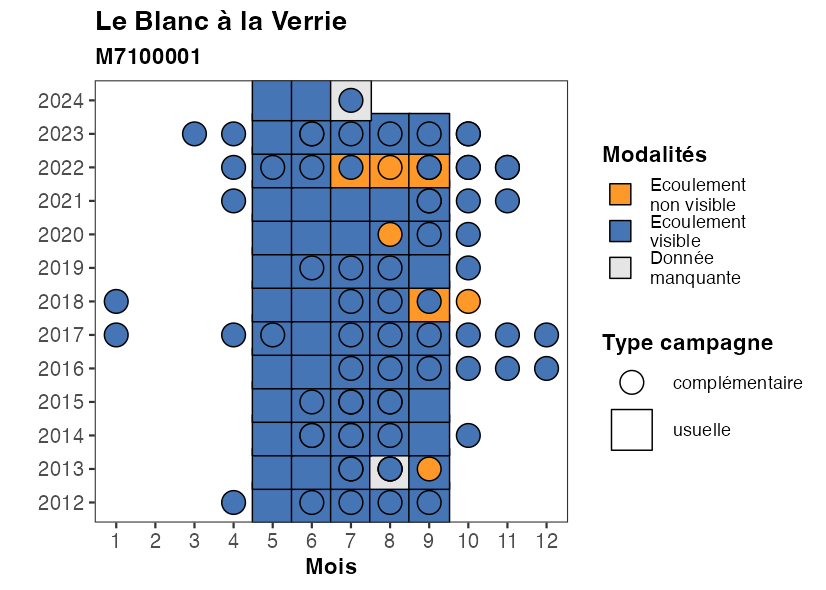 Le Blanc à la Verrie
M7100001
2024
2023
2022
2021
2020
2019
2018
2017
2016
2015
2014
2013
2012
1 2 3 4 5 6 7 8 9 10 11 12
Mois
Modalités
Ecoulement
non visible
Ecoulement
visible
Donnée
manquante
Type campagne
complémentaire
usuelle